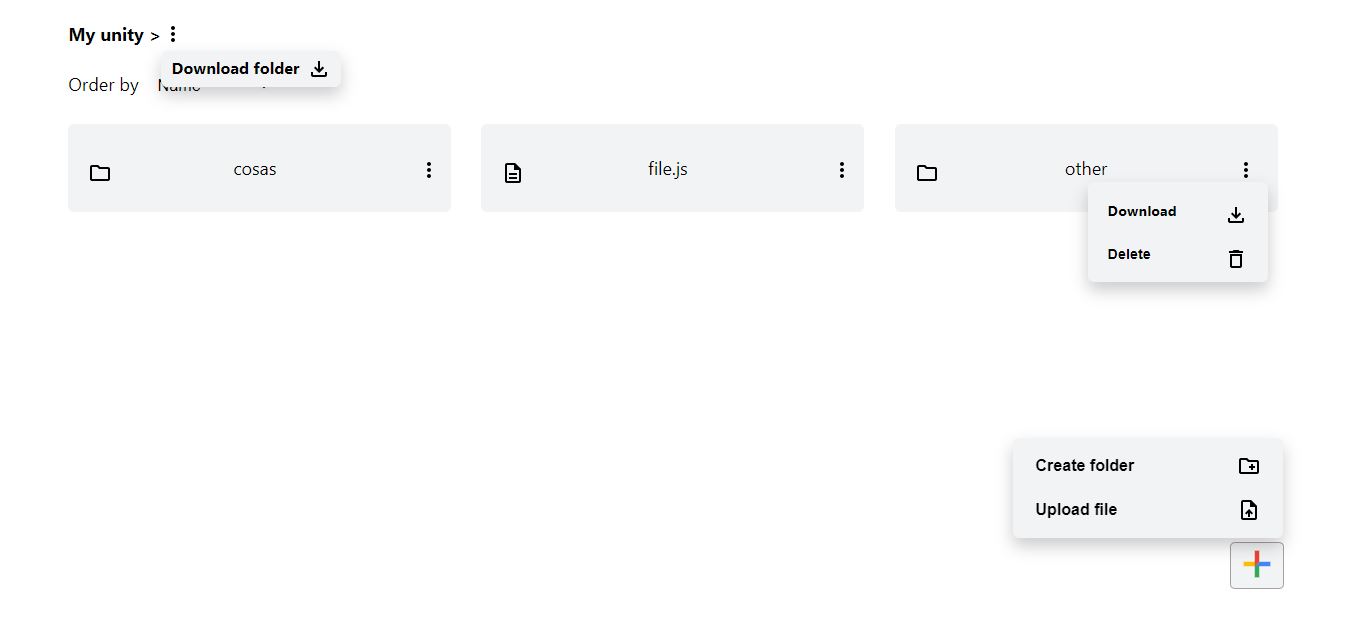 My unity >
Download folder
Order by Name
cosas
file.js
other
Download
Delete
Create folder
Upload file